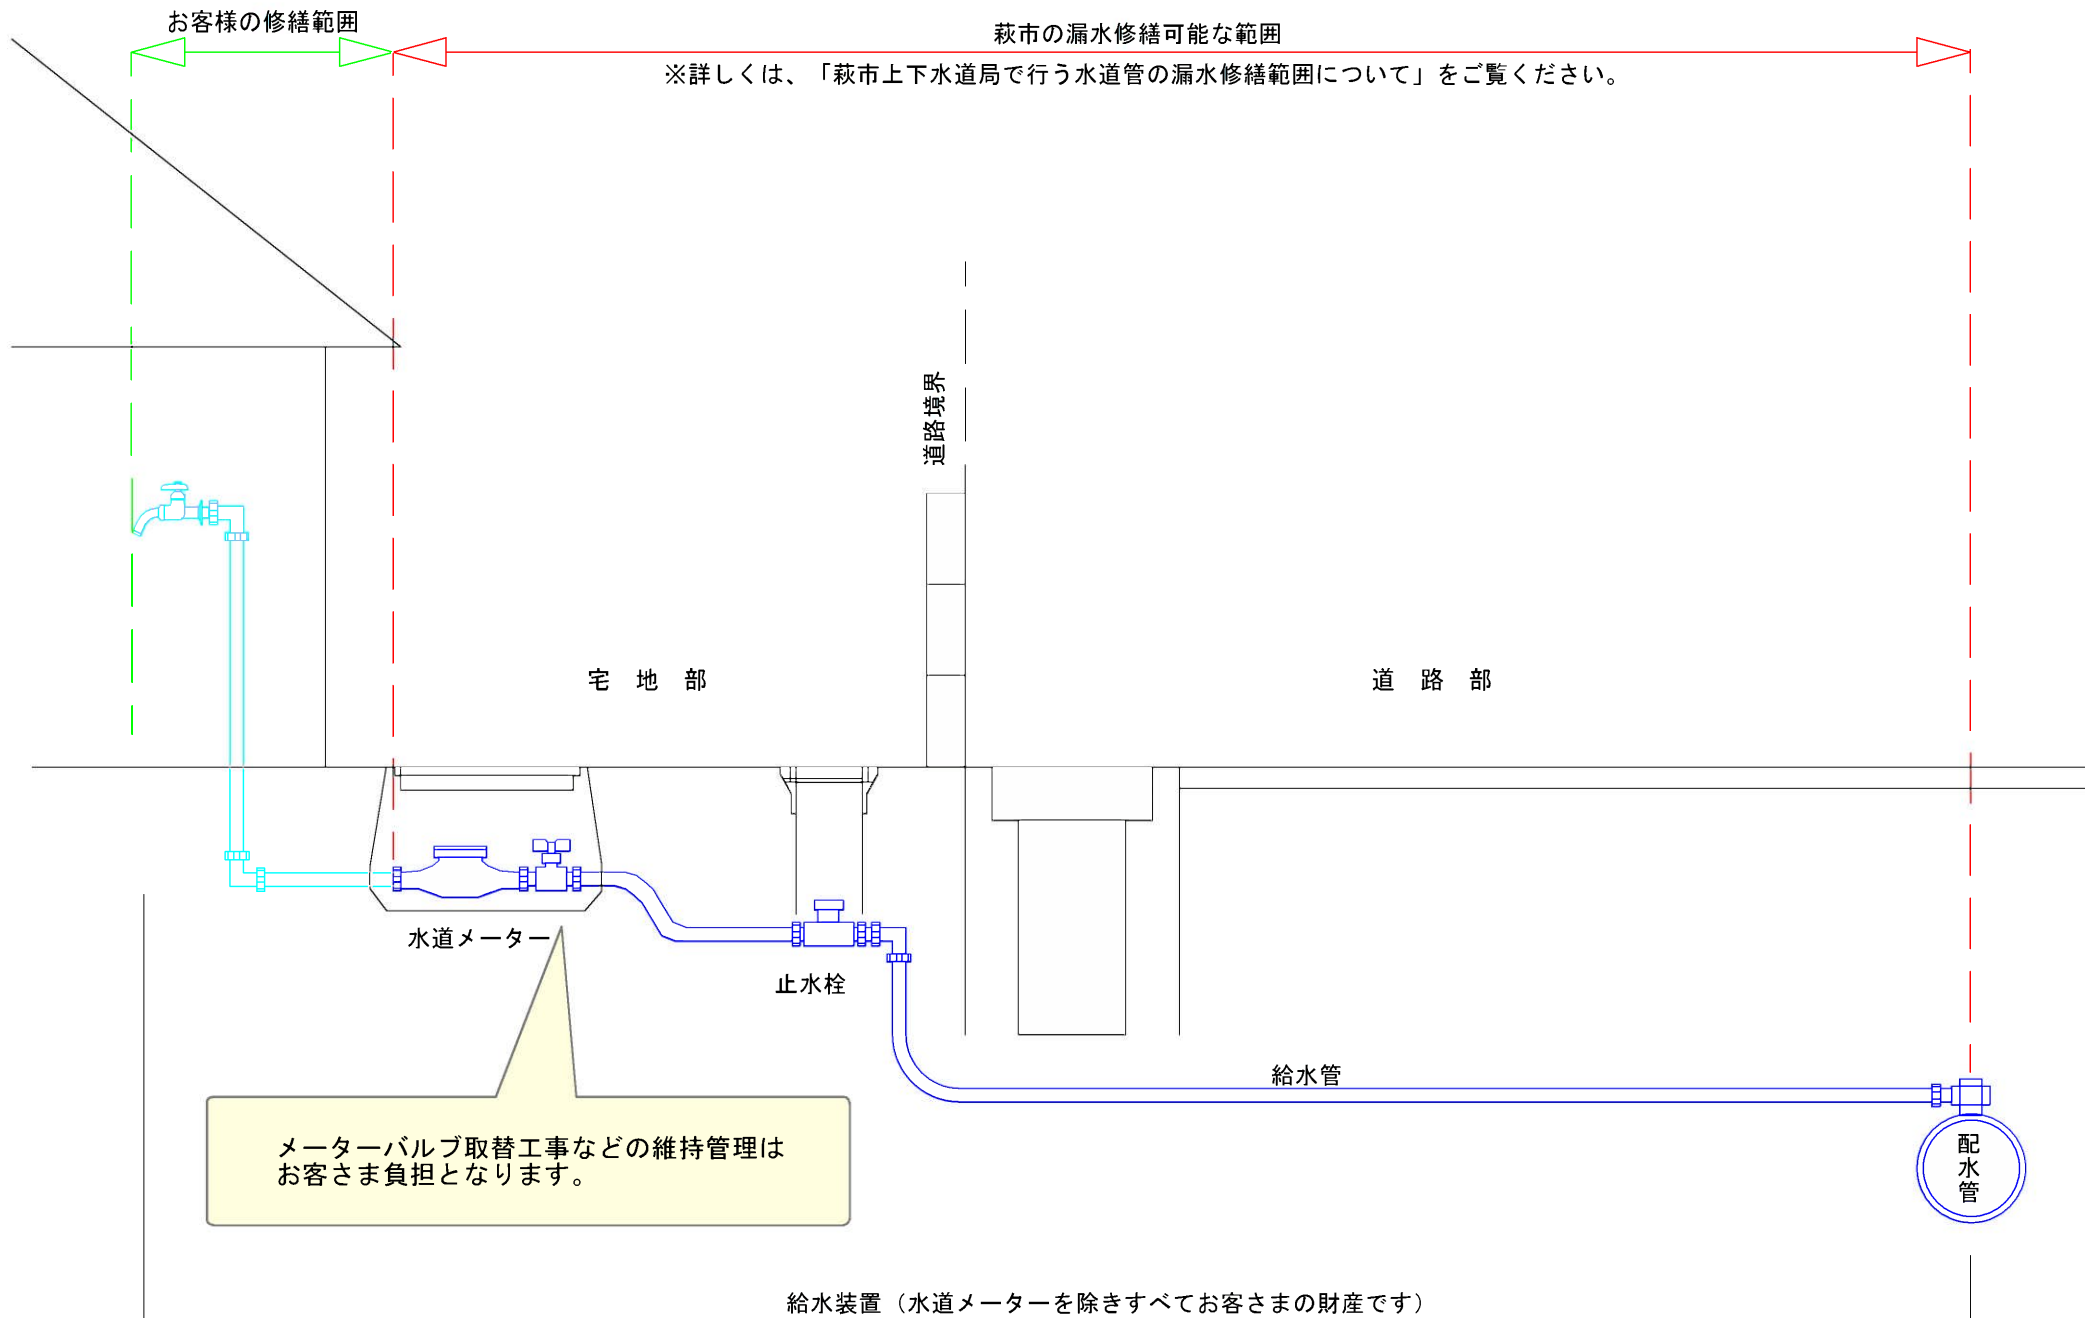 お客様の修繕範囲
萩市の漏水修繕可能な範囲
※詳しくは、「萩市上下水道局で行う水道管の漏水修繕範囲について」をご覧ください。
道路境界
宅地部
道路部
水道メーター
止水栓
給水管
配水管
メーターバルブ取替工事などの維持管理は
お客さま負担となります。
給水装置（水道メーターを除きすべてお客さまの財産です）